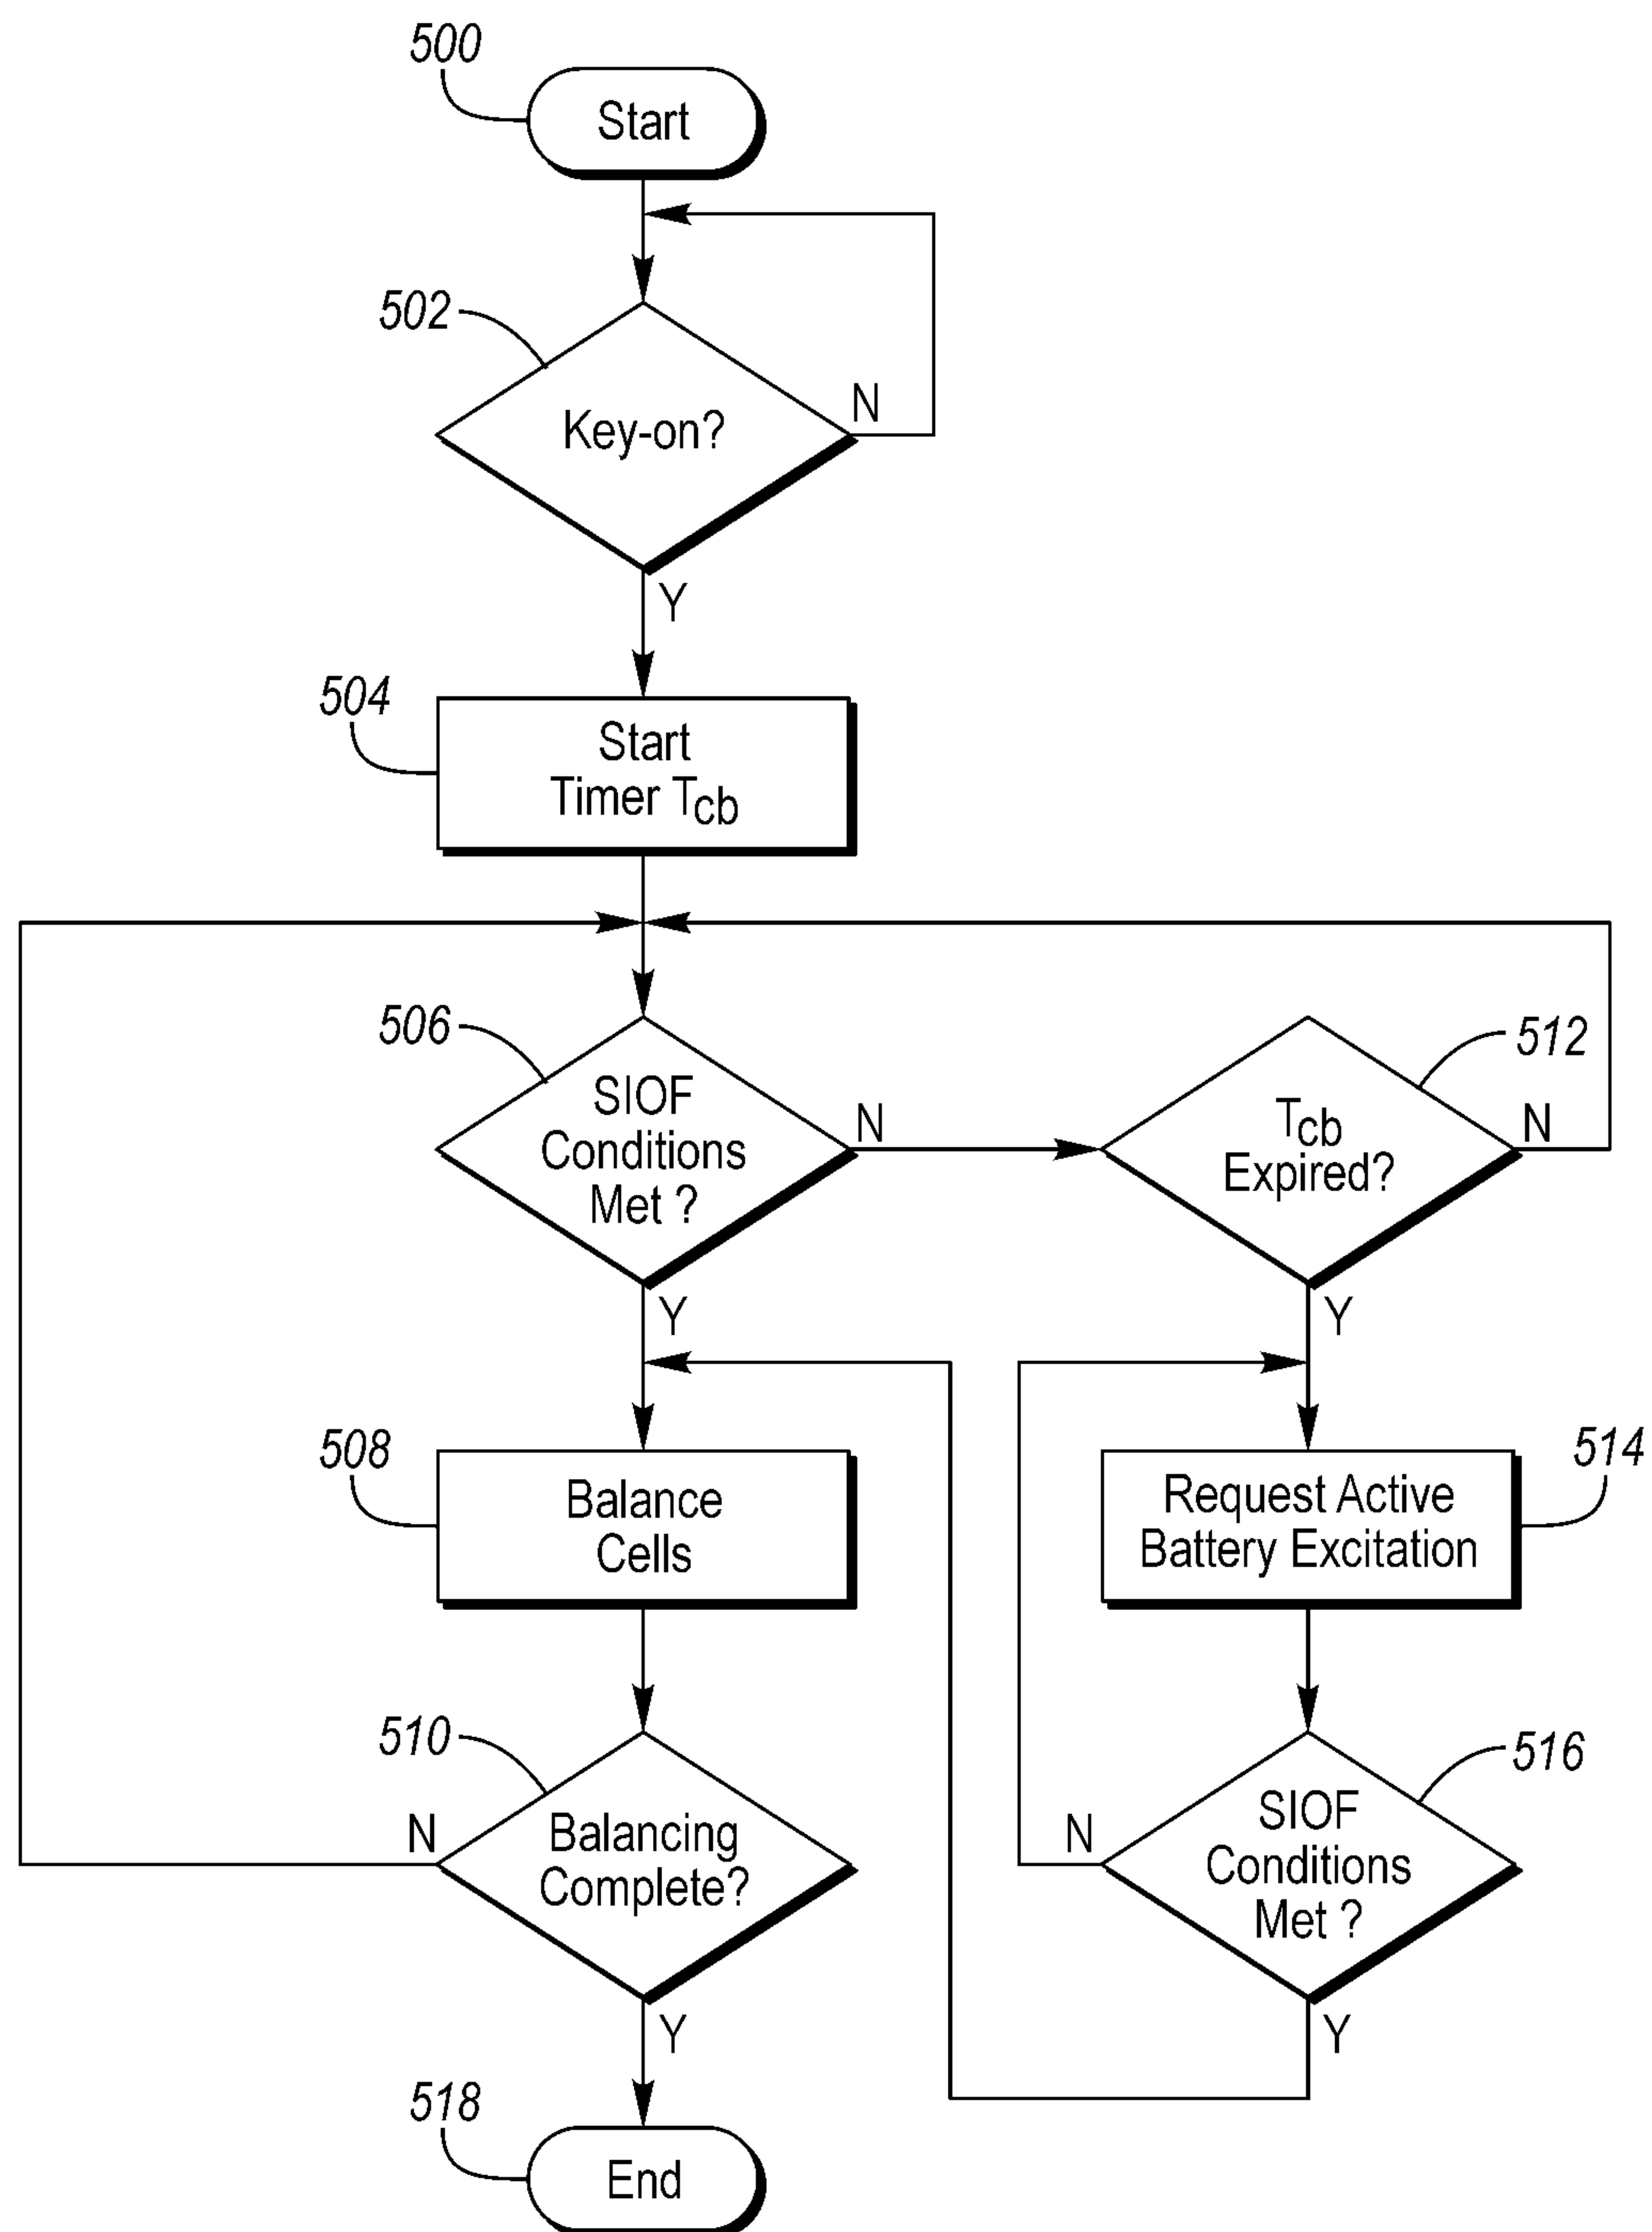 500
Start
502
Key-on?
N
Y
504
Start
Timer Tcb
506
SIOF
Conditions
Met ?
N
Y
512
Tcb
Expired?
N
Y
508
Balance
Cells
514
Request Active
Battery Excitation
510
Balancing
Complete?
N
Y
516
SIOF
Conditions
Met ?
N
Y
518
End